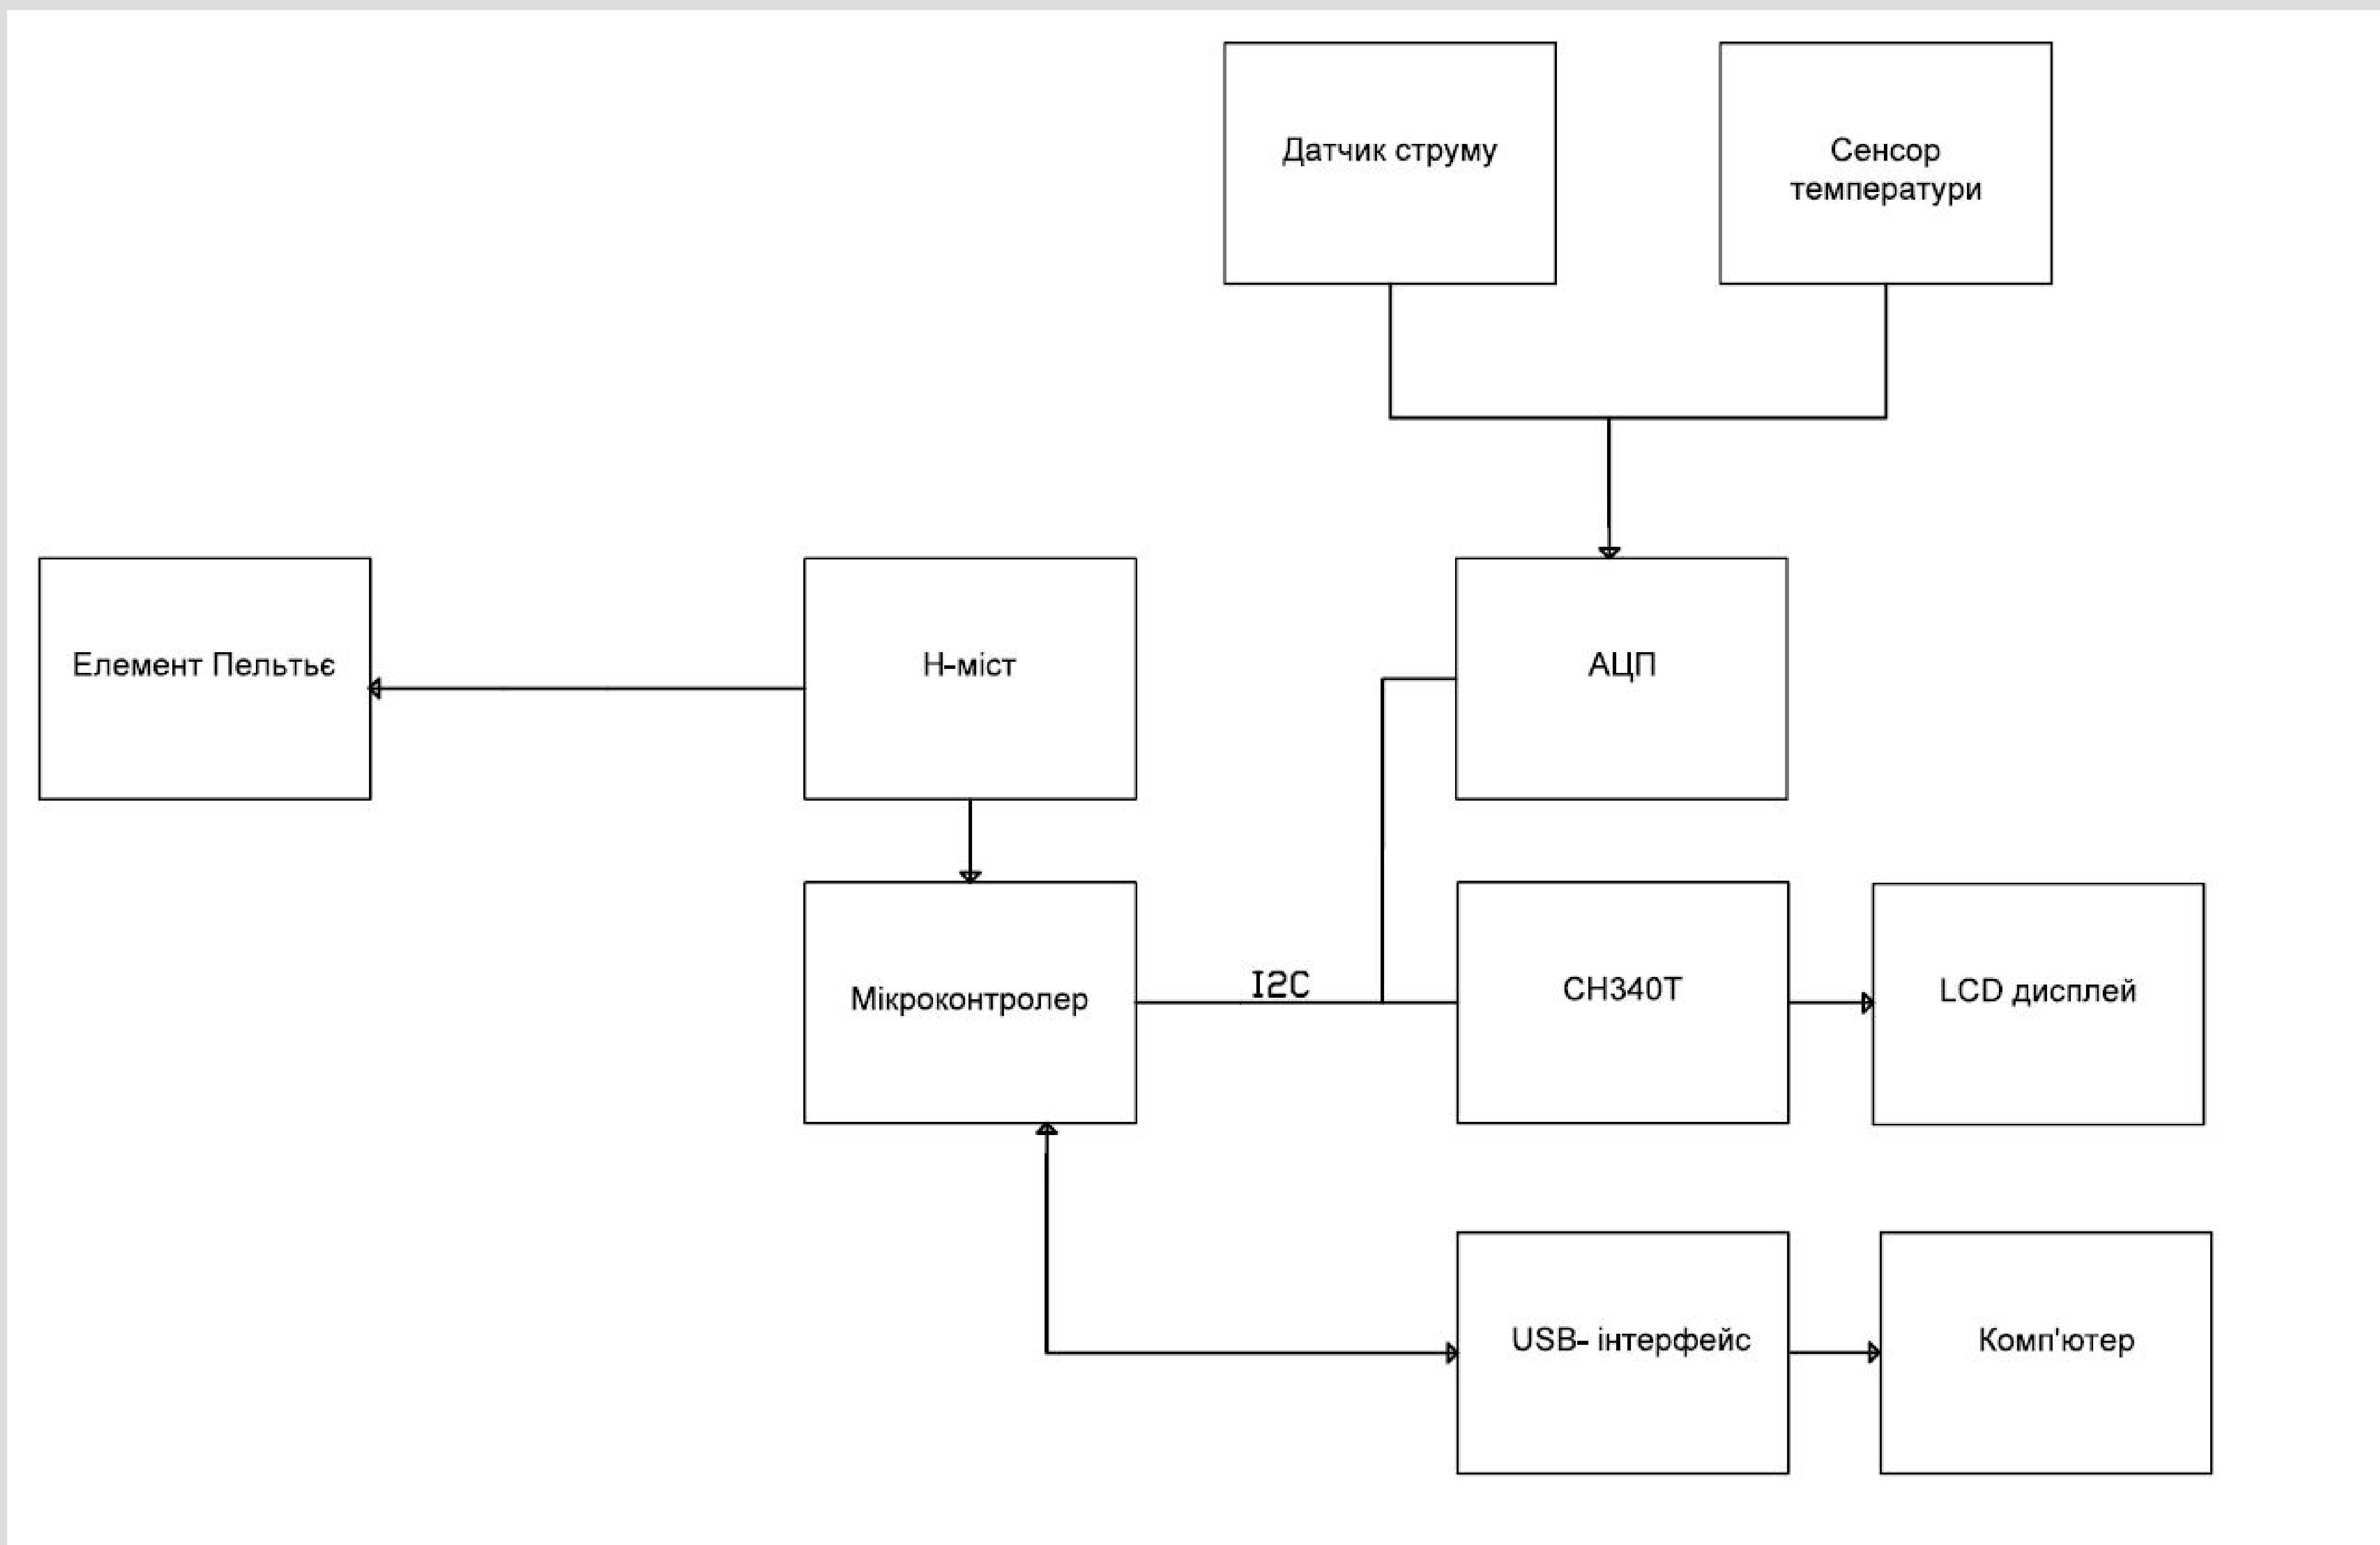 Датчик струму
Сенсор
температури
Елемент Пельтьє
Н-міст
АЦП
Мікроконтролер
I2C
CH340T
LCD дисплей
USB- інтерфейс
Комп'ютер